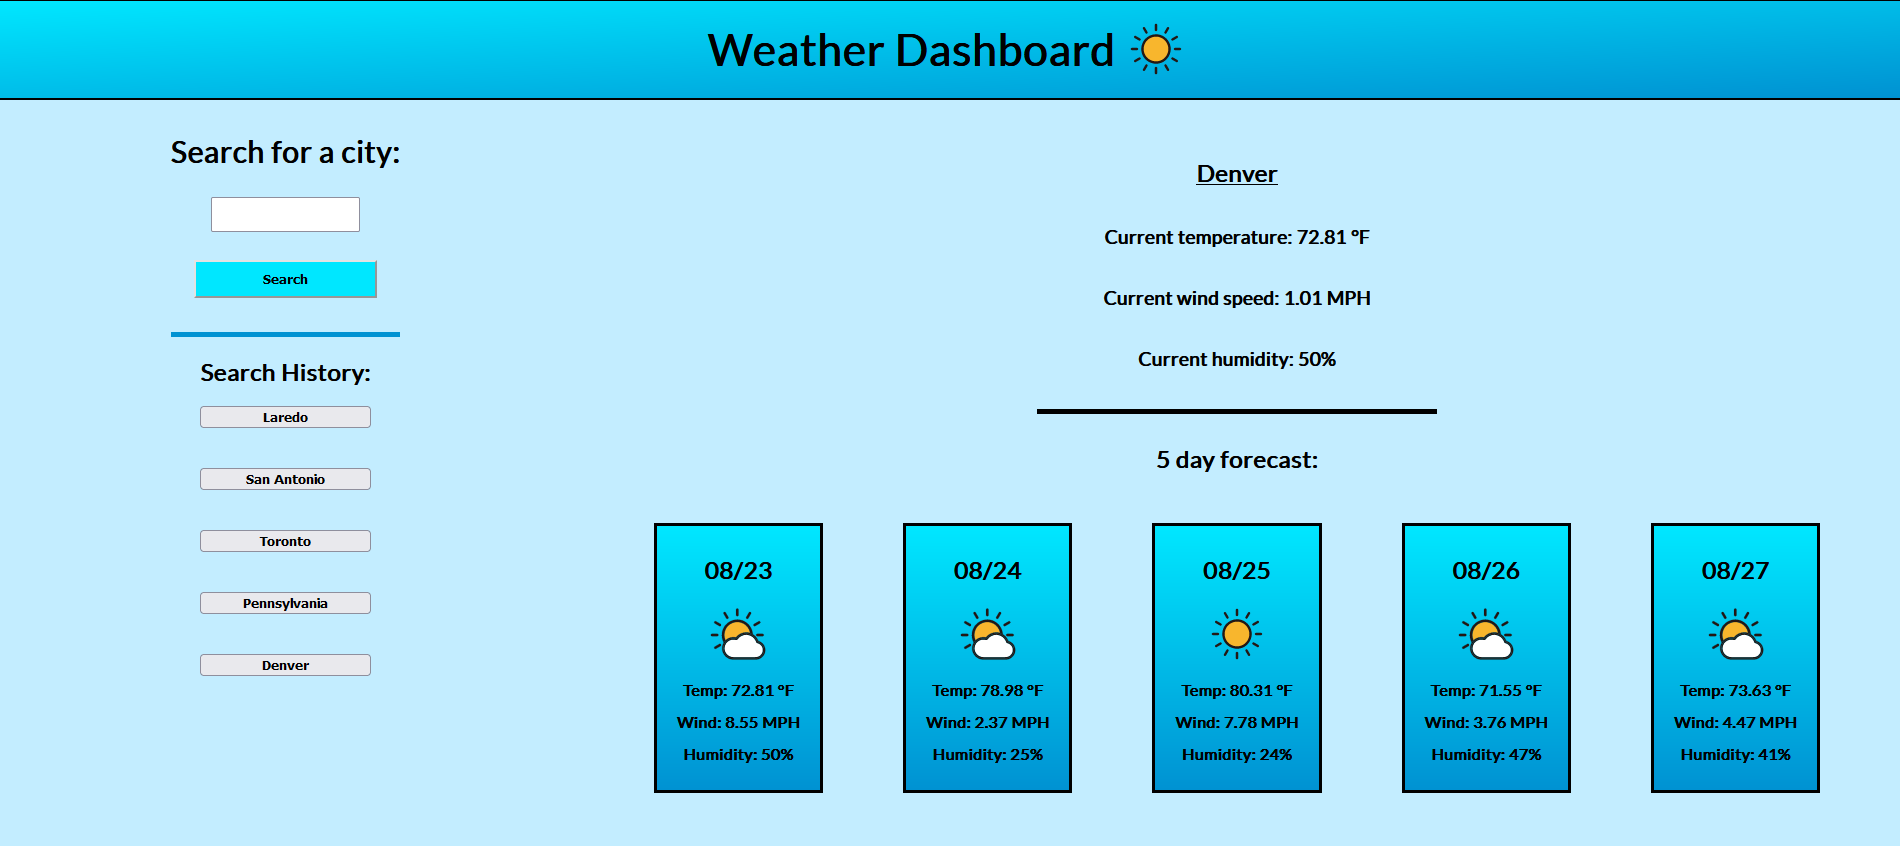 Weather Dashboard
Search for a city:
Search
Search History:
Laredo
San Antonio
Toronto
Pennsylvania
Denver
Denver
Current temperature: 72.81 °F
Current wind speed: 1.01 MPH
Current humidity: 50%
5 day forecast:
08/23
Temp: 72.81 °F
Wind: 8.55 MPH
Humidity: 50%
08/24
Temp: 78.98 °F
Wind: 2.37 MPH
Humidity: 25%
08/25
Temp: 80.31 °F
Wind: 7.78 MPH
Humidity: 24%
08/26
Temp: 71.55 °F
Wind: 3.76 MPH
Humidity: 47%
08/27
Temp: 73.63 °F
Wind: 4.47 MPH
Humidity: 41%